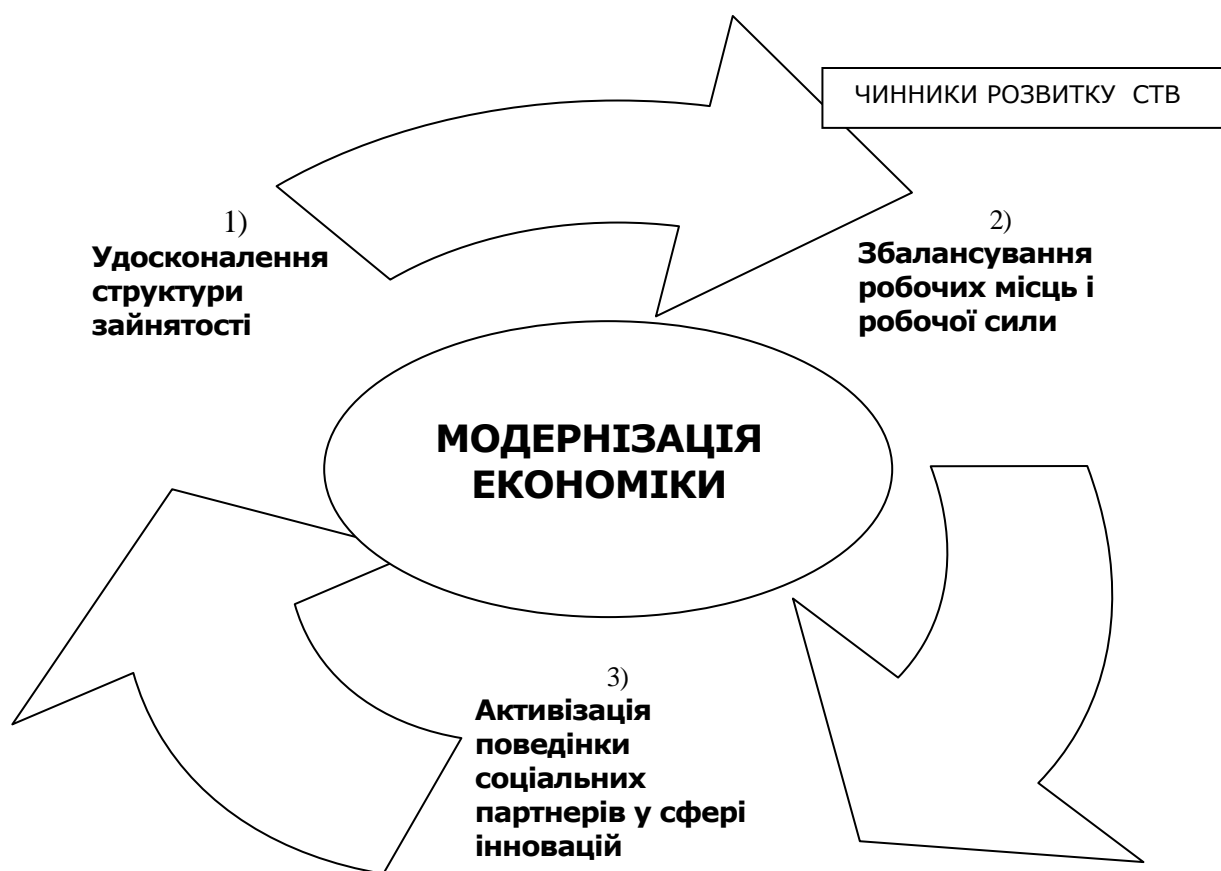 ЧИННИКИ РОЗВИТКУ СТВ
1)
Удосконалення
структури
зайнятості
2)
Збалансування
робочих місць і
робочої сили
МОДЕРНІЗАЦІЯ
ЕКОНОМІКИ
3)
Активізація
поведінки
соціальних
партнерів у сфері
інновацій